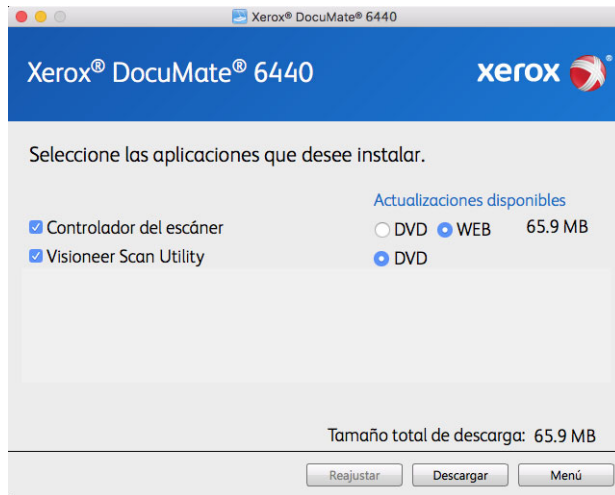 Xerox® DocuMate® 6440
Xerox® DocuMate® 6440
xerox®
Seleccione las aplicaciones que desee instalar.
Actualizaciones disponibles
Controlador del escáner DVD WEB 65.9 MB
Visioneer Scan Utility DVD
Tamaño total de descarga: 65.9 MB
Reajustar Descargar Menú